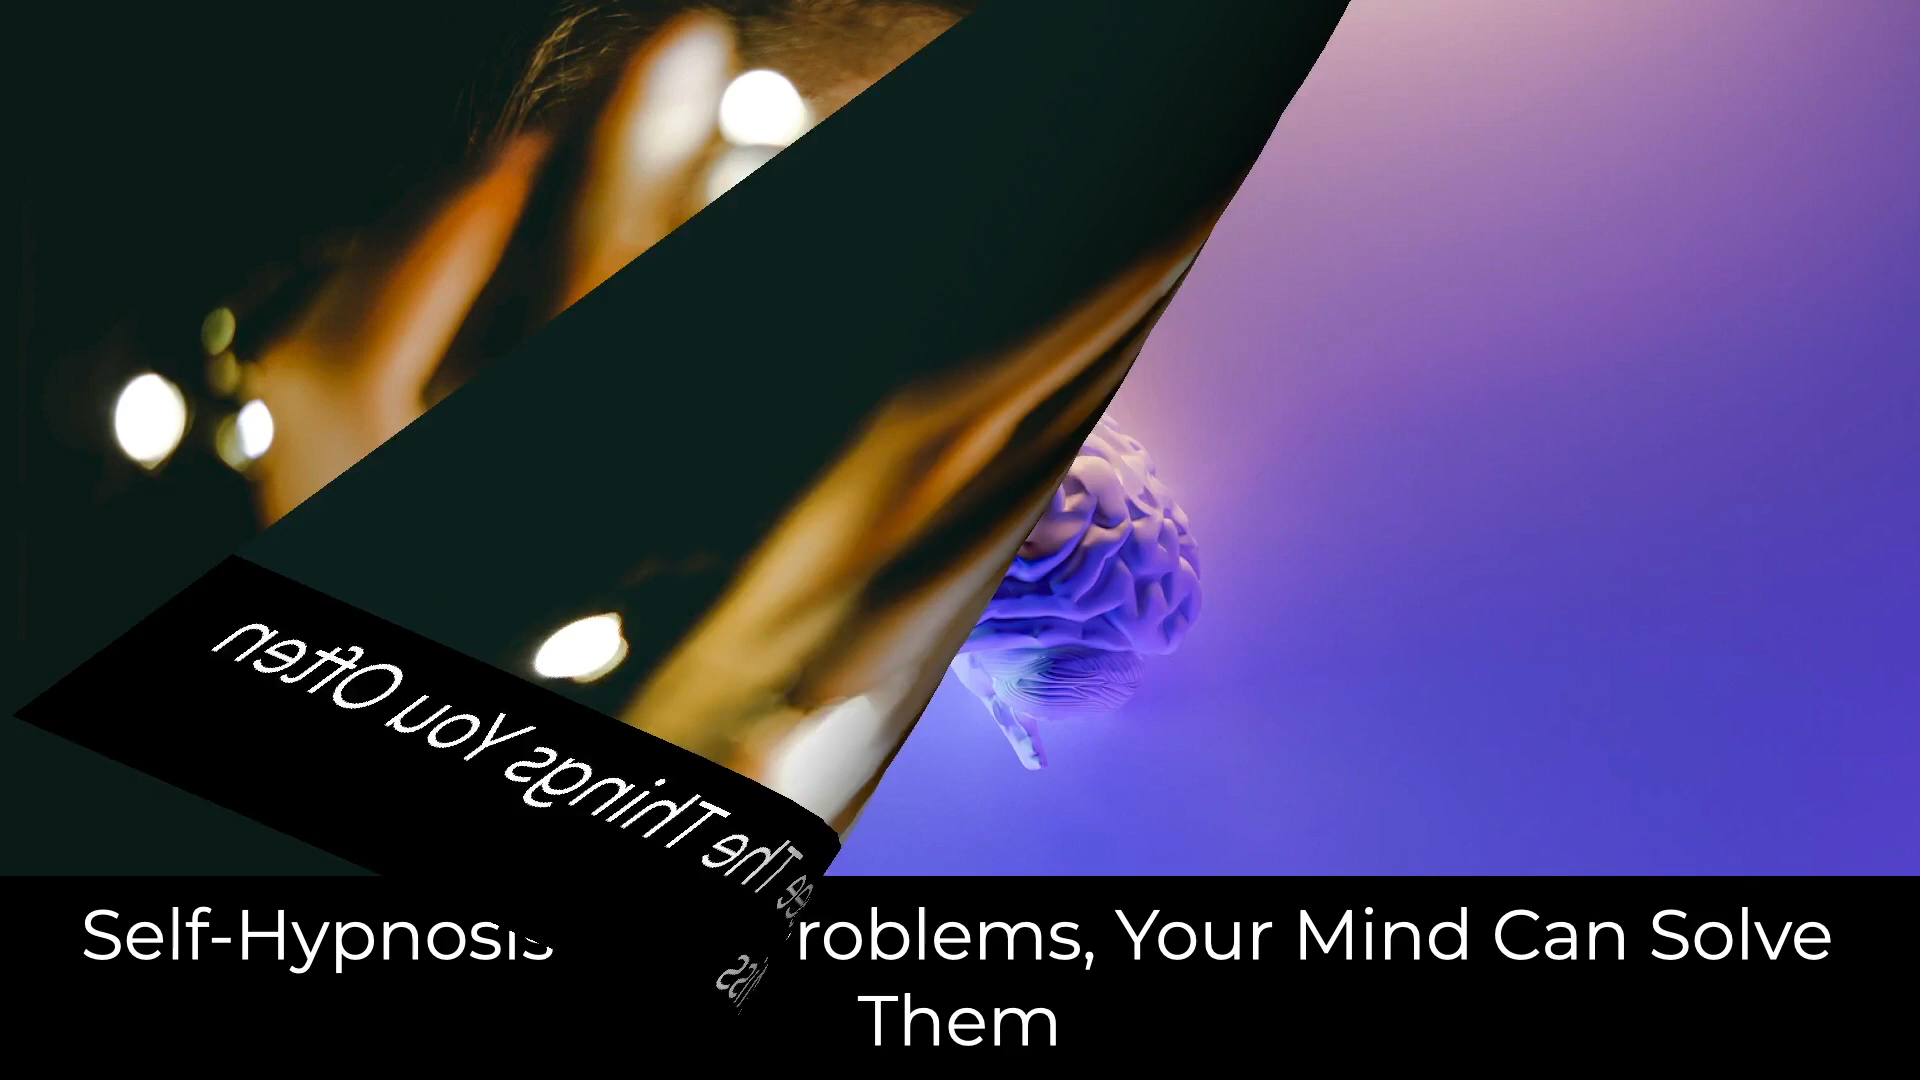 The Things You Often
Self-Hypnosis roblems, Your Mind Can Solve
Them